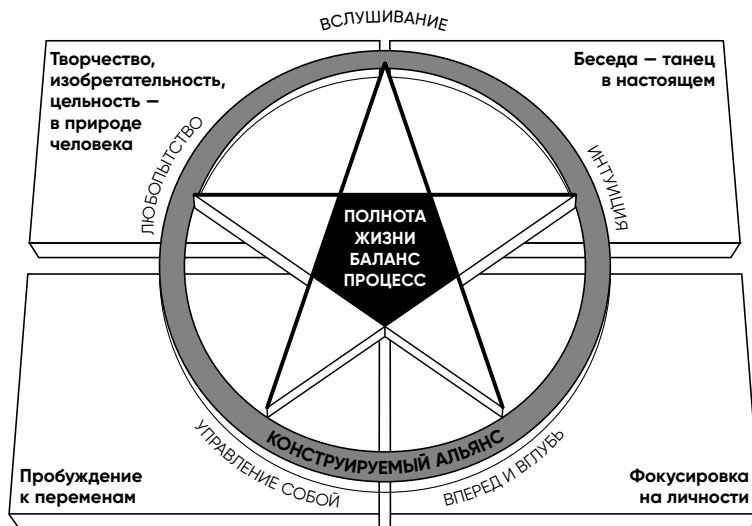 ВСЛУШИВАНИЕ
Творчество,
изобретательность,
цельность —
в природе
человека
Беседа — танец
в настоящем
ЛЮБОПЫТСТВО
ИНТУИЦИЯ
ПОЛНОТА
ЖИЗНИ
БАЛАНС
ПРОЦЕСС
КОНСТРУИРУЕМЫЙ АЛЬЯНС
УПРАВЛЕНИЕ СОБОЙ
ВПЕРЕД И ВГЛУБЬ
Пробуждение
к переменам
Фокусировка
на личности